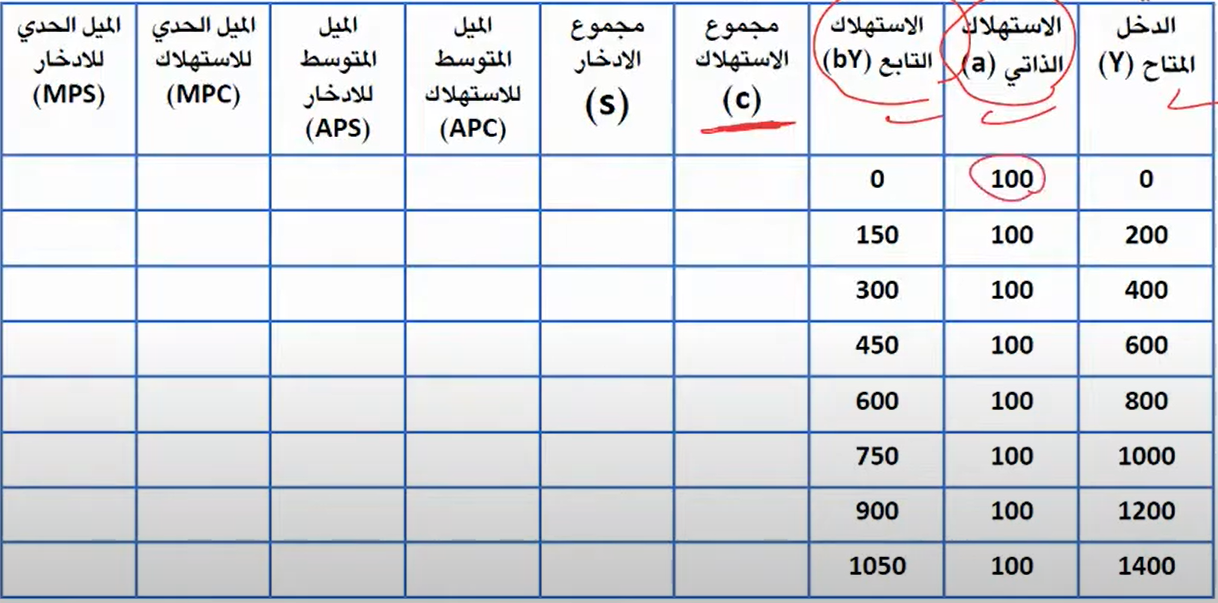 الدخل المتاح (Y) | الاستهلاك الذاتي (a) | الاستهلاك التابع (bY) | مجموع الاستهلاك (c) | مجموع الادخار (s) | الميل المتوسط للاستهلاك (APC) | الميل المتوسط للادخار (APS) | الميل الحدي للاستهلاك (MPC) | الميل الحدي للادخار (MPS)
0 | 100 | 0
200 | 100 | 150
400 | 100 | 300
600 | 100 | 450
800 | 100 | 600
1000 | 100 | 750
1200 | 100 | 900
1400 | 100 | 1050